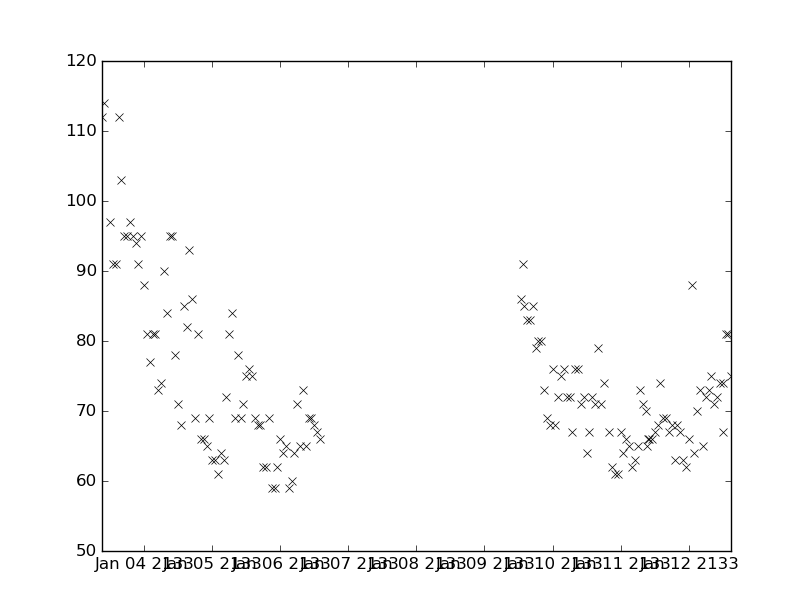 120
110
100
90
80
70
60
50
Jan 04 2133
Jan 05 2133
Jan 06 2133
Jan 07 2133
Jan 08 2133
Jan 09 2133
Jan 10 2133
Jan 11 2133
Jan 12 2133